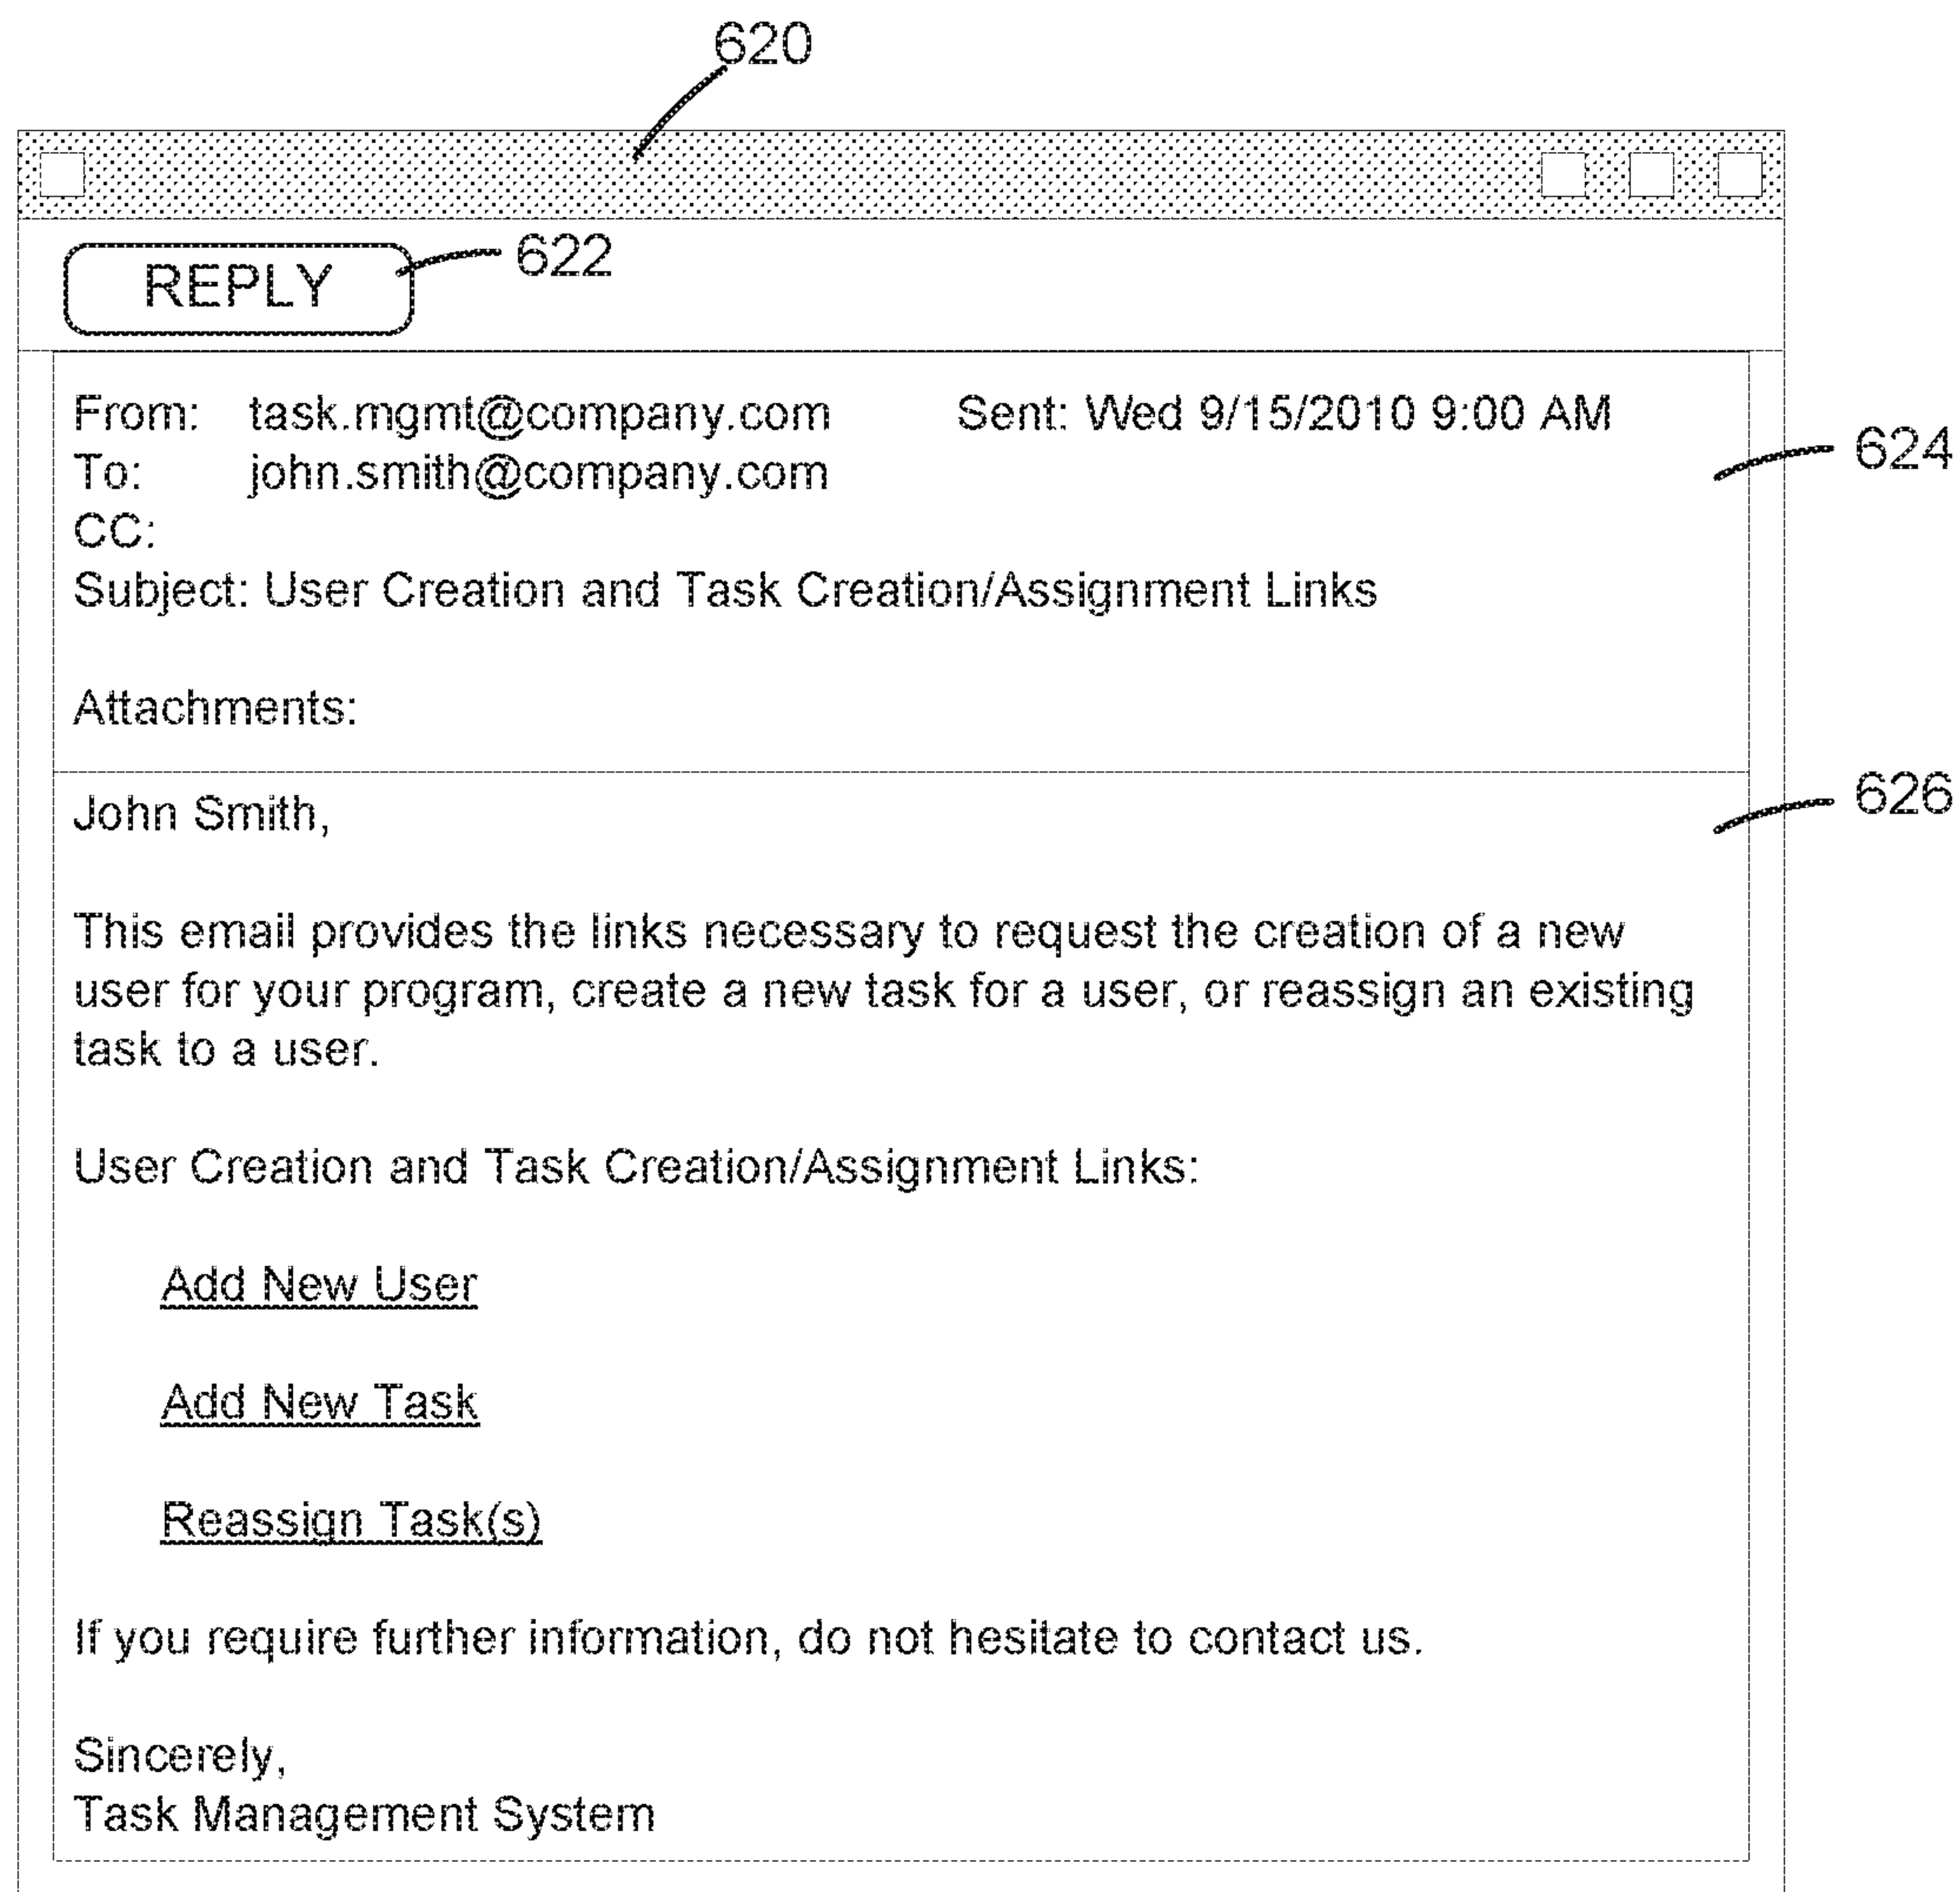 620
REPLY 622
From: task.mgmt@company.com Sent: Wed 9/15/2010 9:00 AM
624
To: john.smith@company.com
CC:
Subject: User Creation and Task Creation/Assignment Links
Attachments:
626
John Smith,
This email provides the links necessary to request the creation of a new
user for your program, create a new task for a user, or reassign an existing
task to a user.
User Creation and Task Creation/Assignment Links:
Add New User
Add New Task
Reassign Task(s)
If you require further information, do not hesitate to contact us.
Sincerely,
Task Management System